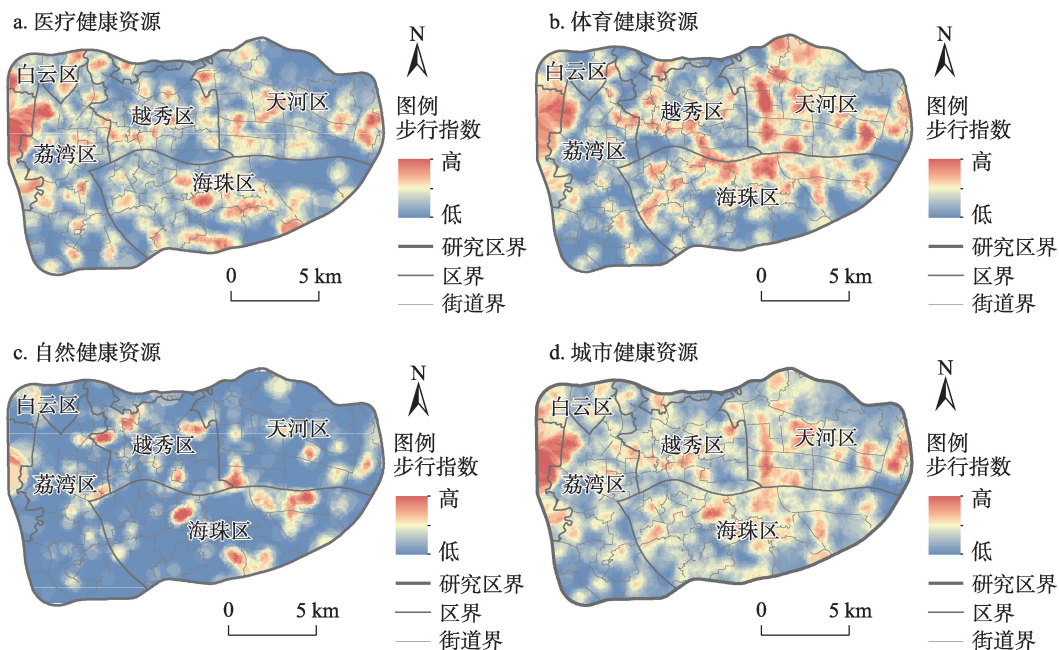 a. 医疗健康资源
N
白云区
越秀区
天河区
荔湾区
海珠区
图例
步行指数
高
低
研究区界
区界
街道界
0 5 km
b. 体育健康资源
N
白云区
越秀区
天河区
荔湾区
海珠区
图例
步行指数
高
低
研究区界
区界
街道界
0 5 km
c. 自然健康资源
N
白云区
越秀区
天河区
荔湾区
海珠区
图例
步行指数
高
低
研究区界
区界
街道界
0 5 km
d. 城市健康资源
N
白云区
越秀区
天河区
荔湾区
海珠区
图例
步行指数
高
低
研究区界
区界
街道界
0 5 km